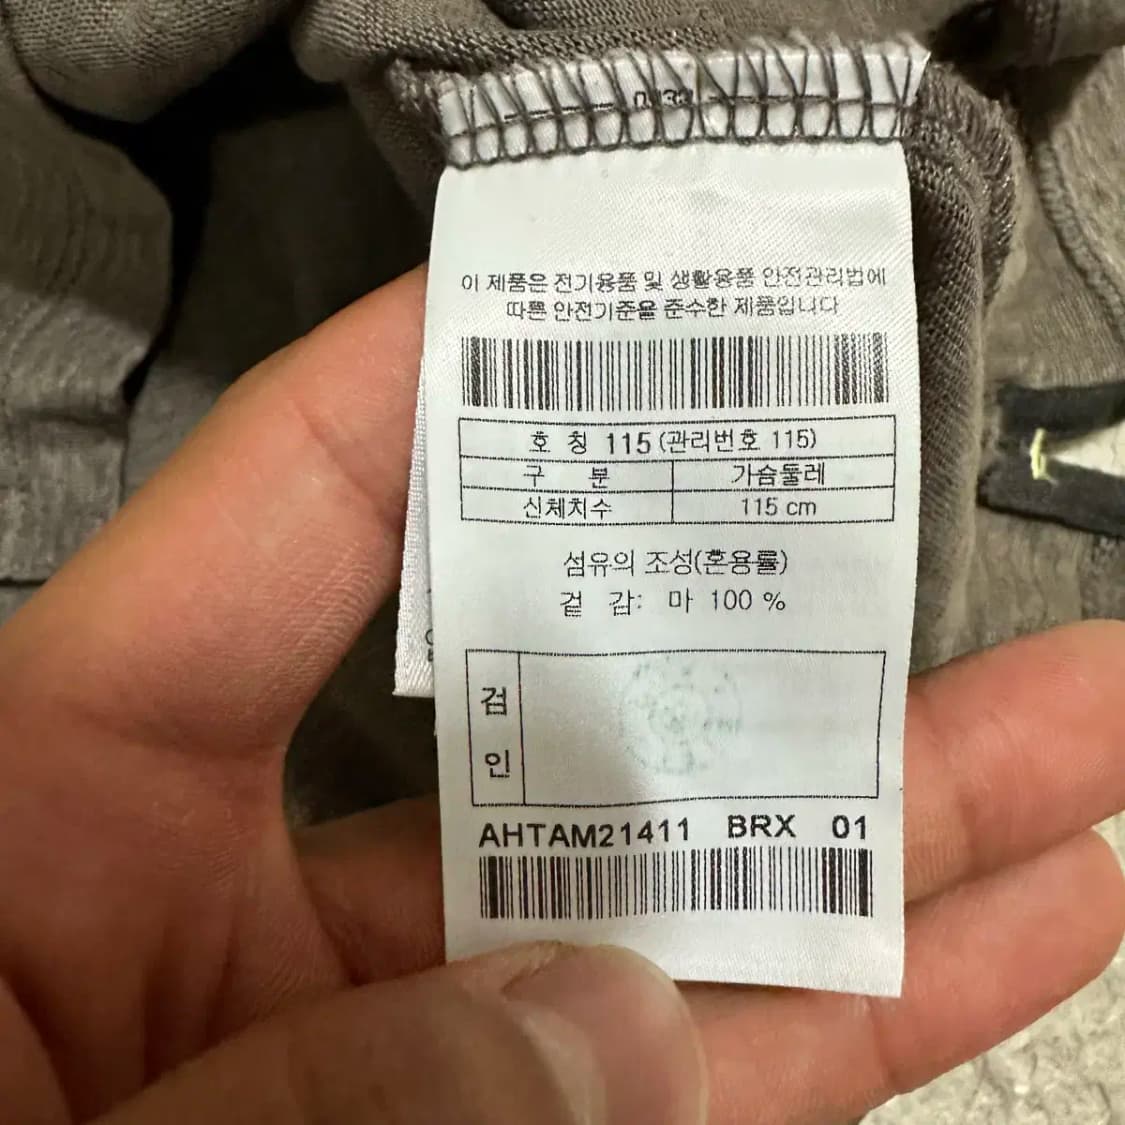 이 제품은 전기용품 및 생활용품 안전관리법에
따른 안전기준을 준수한 제품입니다
호 칭 115 (관리번호 115)
구 분 가슴둘레
신체치수 115 cm
섬유의 조성(혼용률)
겉 감: 마 100 %
검
인
AHTAM21411 BRX 01